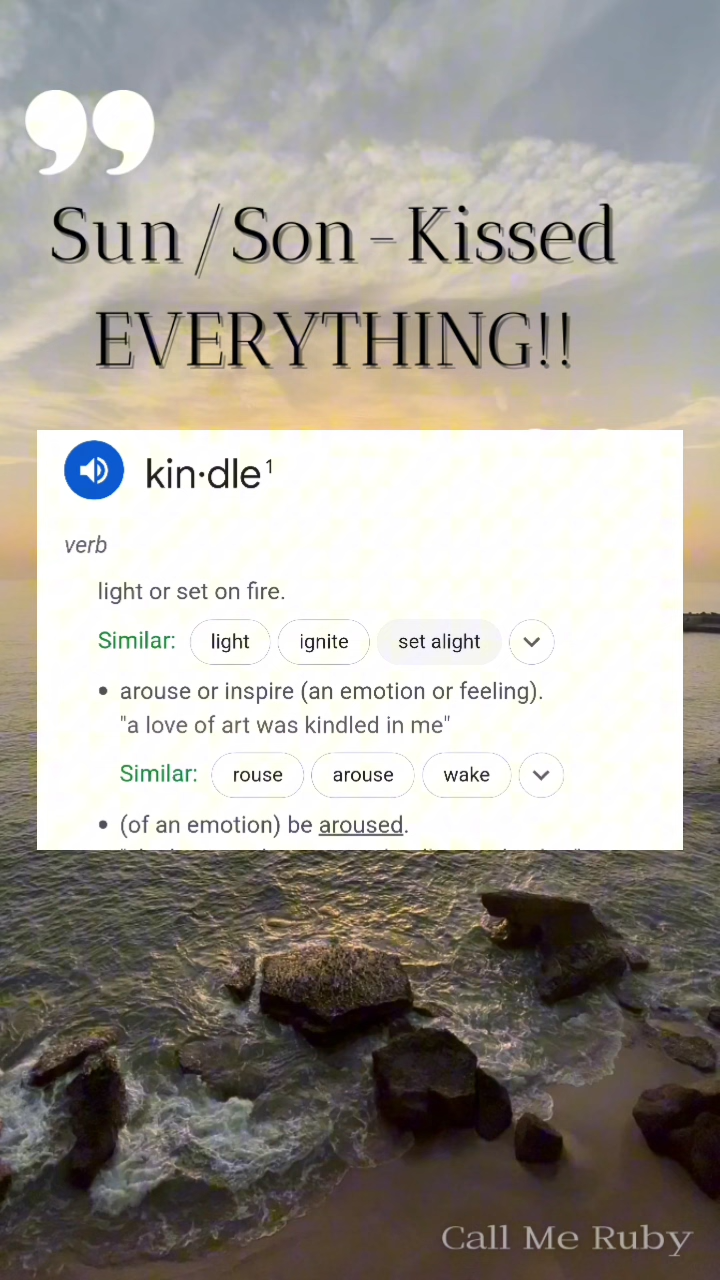 ”
Sun / Son - Kissed
EVERYTHING!!
kin·dle¹
verb
light or set on fire.
Similar: light ignite set alight
• arouse or inspire (an emotion or feeling).
"a love of art was kindled in me"
Similar: rouse arouse wake
• (of an emotion) be aroused.
Call Me Ruby